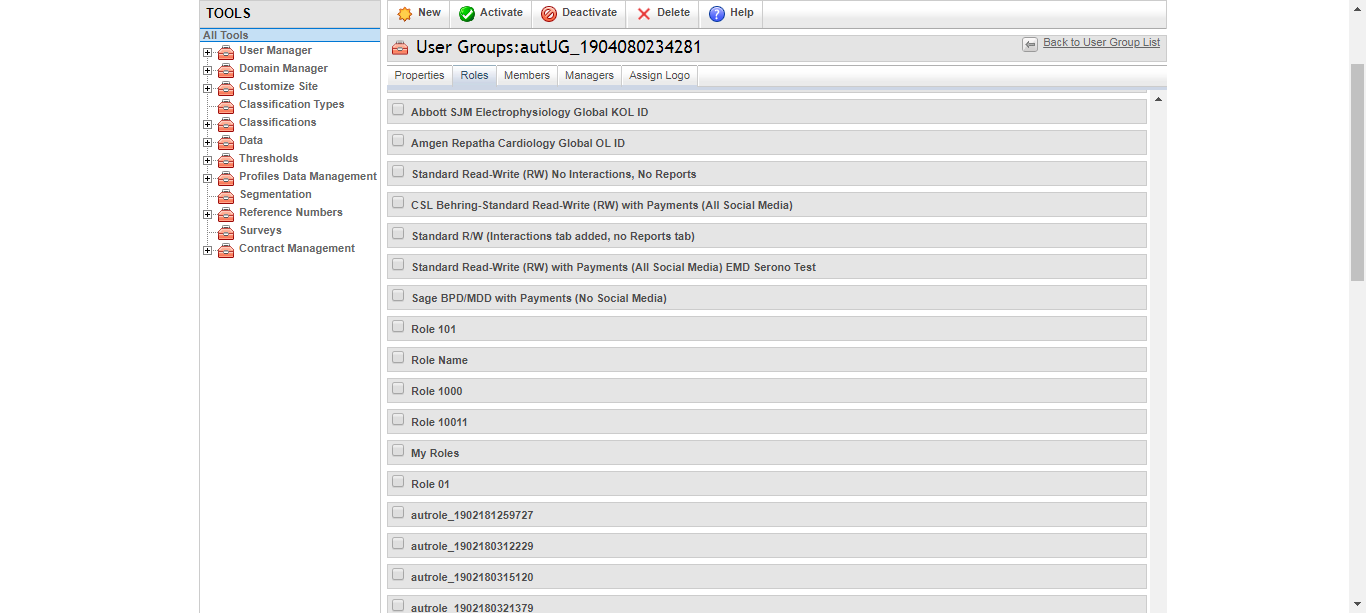 TOOLS
All Tools
User Manager
Domain Manager
Customize Site
Classification Types
Classifications
Data
Thresholds
Profiles Data Management
Segmentation
Reference Numbers
Surveys
Contract Management
New Activate Deactivate Delete Help
User Groups:autUG_1904080234281
Back to User Group List
Properties Roles Members Managers Assign Logo
Abbott SJM Electrophysiology Global KOL ID
Amgen Repatha Cardiology Global OL ID
Standard Read-Write (RW) No Interactions, No Reports
CSL Behring-Standard Read-Write (RW) with Payments (All Social Media)
Standard R/W (Interactions tab added, no Reports tab)
Standard Read-Write (RW) with Payments (All Social Media) EMD Serono Test
Sage BPD/MDD with Payments (No Social Media)
Role 101
Role Name
Role 1000
Role 10011
My Roles
Role 01
autrole_1902181259727
autrole_1902180312229
autrole_1902180315120
autrole_1902180321379